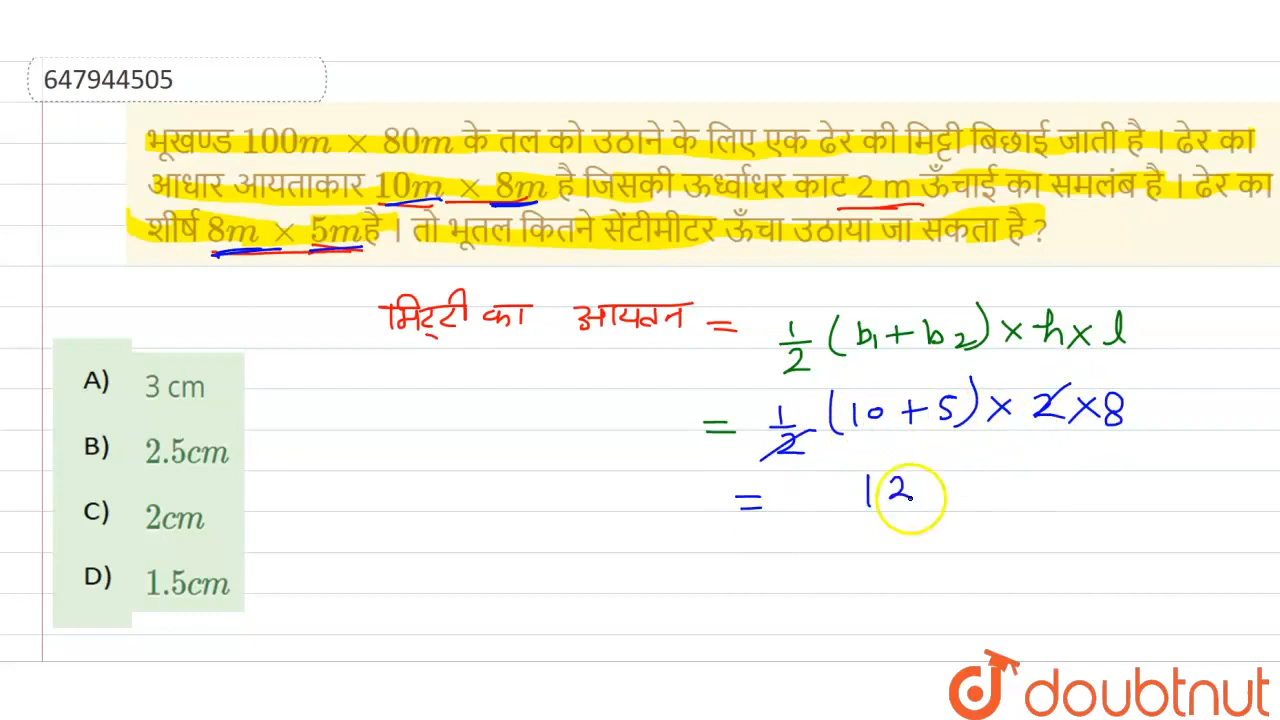 647944505
भूखण्ड 100m × 80m के तल को उठाने के लिए एक ढेर की मिट्टी बिछाई जाती है । ढेर का
आधार आयताकार 10m × 8m है जिसकी ऊर्ध्वाधर काट 2 m ऊँचाई का समलंब है । ढेर का
शीर्ष 8m × 5m है । तो भूतल कितने सेंटीमीटर ऊँचा उठाया जा सकता है ?
मिट्टी का आयतन = 1/2 (b₁ + b₂) × h × l
= 1/2 (10 + 5) × 2 × 8
= 12
A) 3 cm
B) 2.5cm
C) 2cm
D) 1.5cm
doubtnut